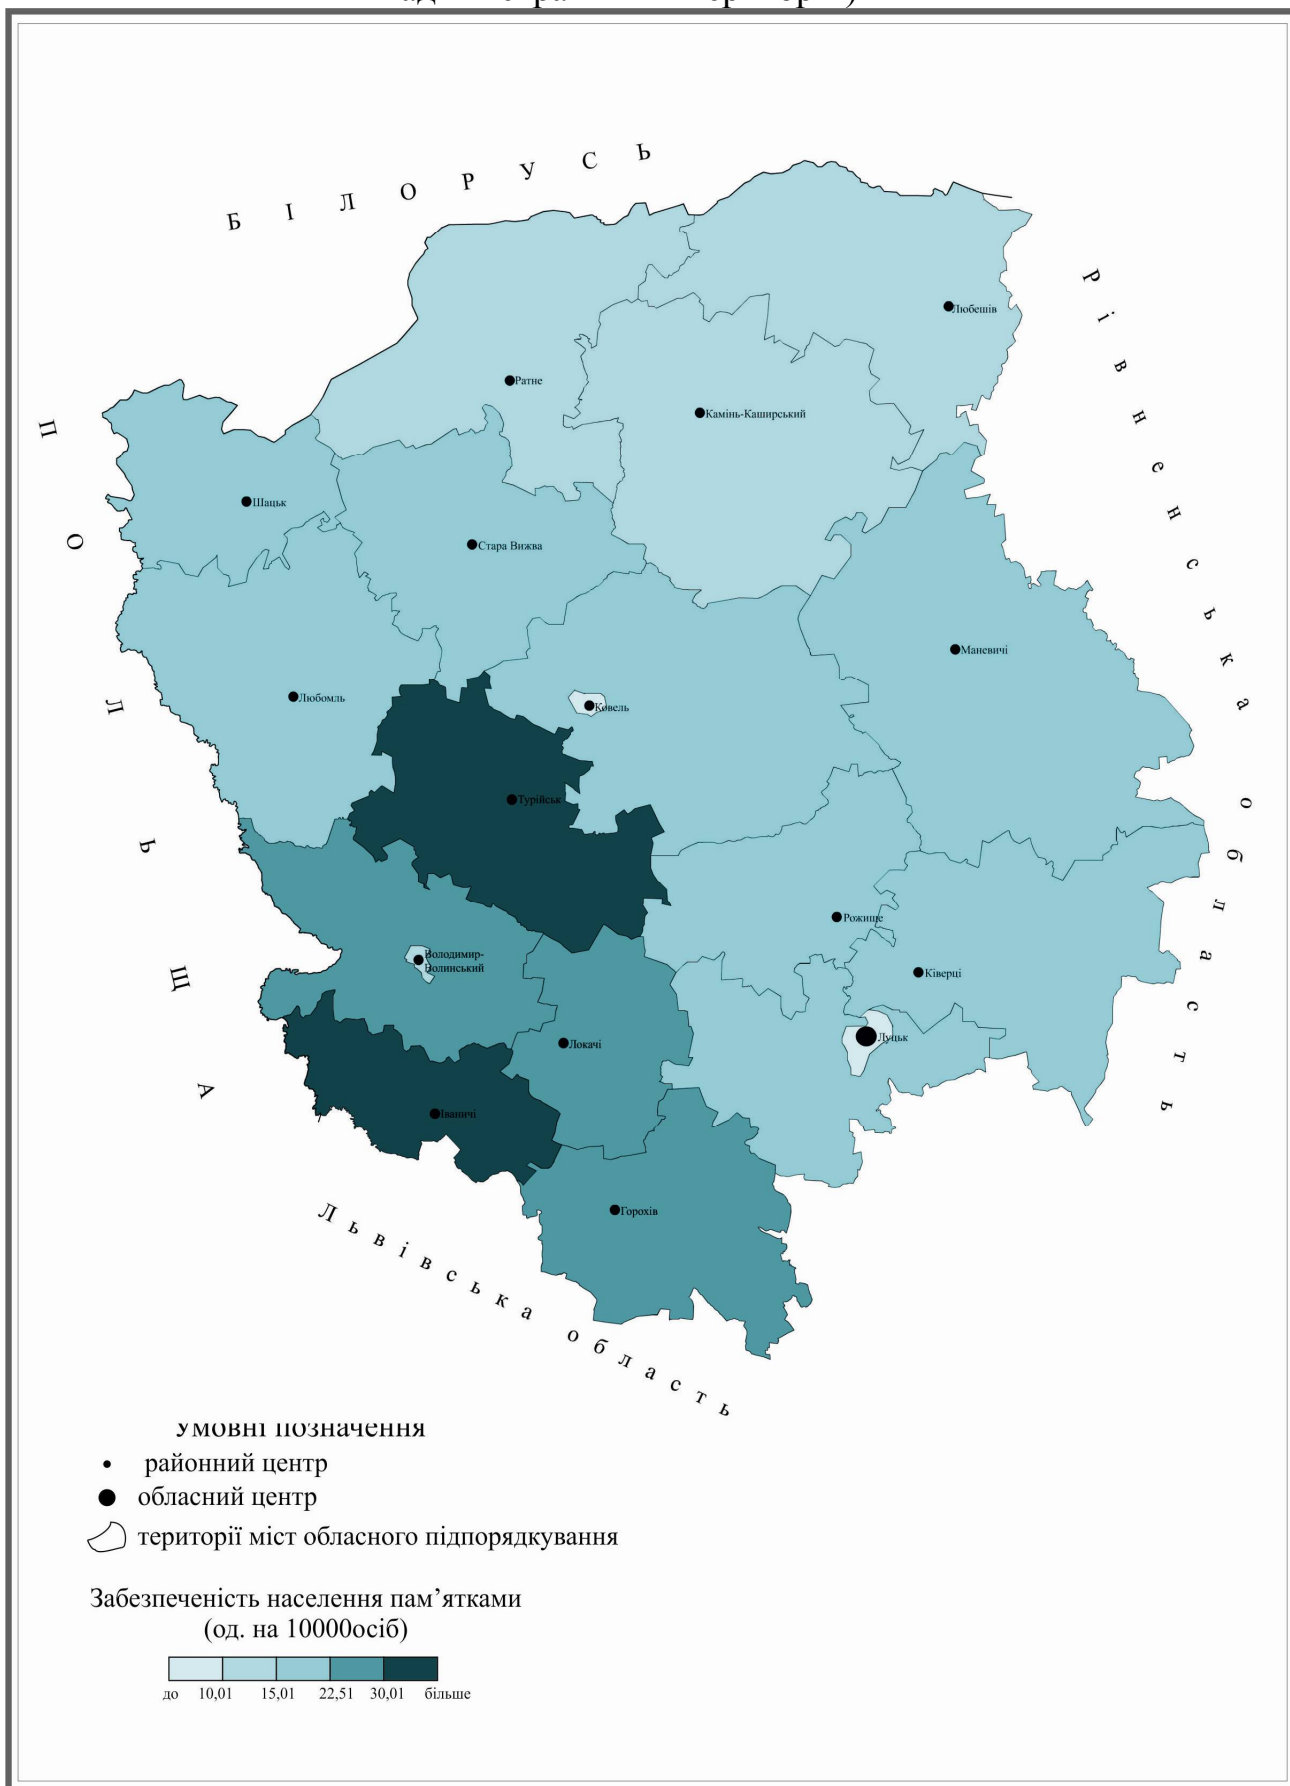 Б І Л О Р У С Ь
Р і в н е н с ь к а о б л а с т ь
П О Л Ь Щ А
Любешів
Ратне
Камінь-Каширський
Шацьк
Стара Вижва
Маневичі
Любомль
Ковель
Турійськ
Рожище
Володимир-
Волинський
Ківерці
Луцьк
Локачі
Іваничі
Горохів
Л ь в і в с ь к а о б л а с т ь
Умовні позначення
районний центр
обласний центр
території міст обласного підпорядкування
Забезпеченість населення пам’ятками
(од. на 10000осіб)
до 10,01 15,01 22,51 30,01 більше